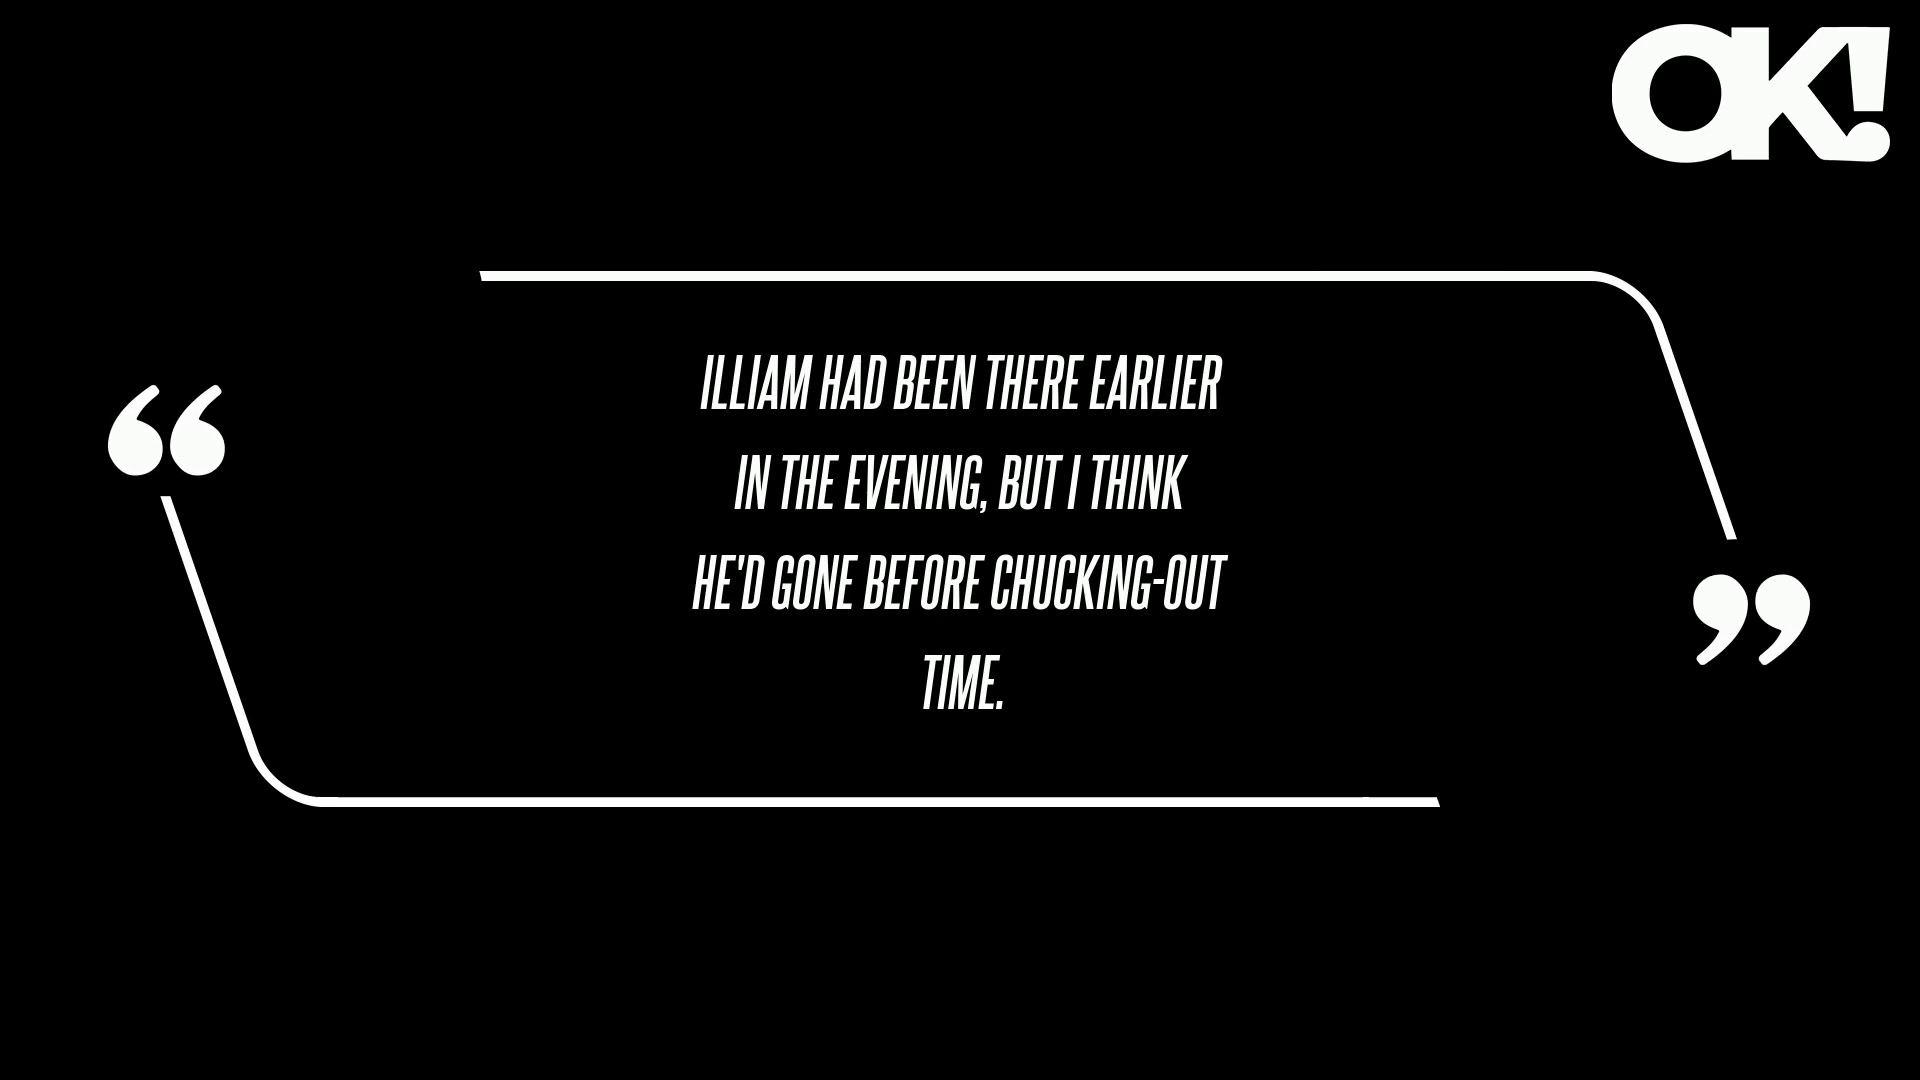 OK!
“
ILLIAM HAD BEEN THERE EARLIER
IN THE EVENING, BUT I THINK
HE'D GONE BEFORE CHUCKING-OUT
TIME.
”